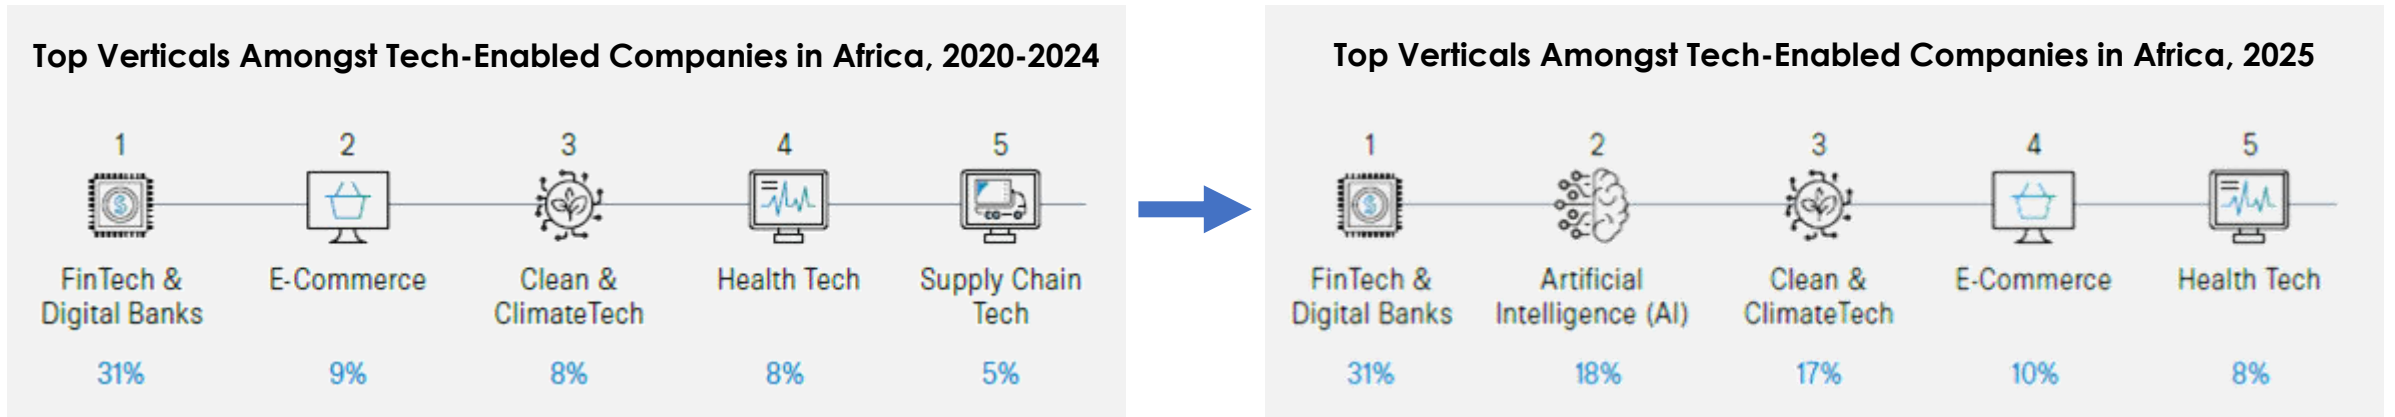 Top Verticals Amongst Tech-Enabled Companies in Africa, 2020-2024
1
2
3
4
5
FinTech &
Digital Banks
E-Commerce
Clean &
ClimateTech
Health Tech
Supply Chain
Tech
31%
9%
8%
8%
5%
Top Verticals Amongst Tech-Enabled Companies in Africa, 2025
1
2
3
4
5
FinTech &
Digital Banks
Artificial
Intelligence (AI)
Clean &
ClimateTech
E-Commerce
Health Tech
31%
18%
17%
10%
8%